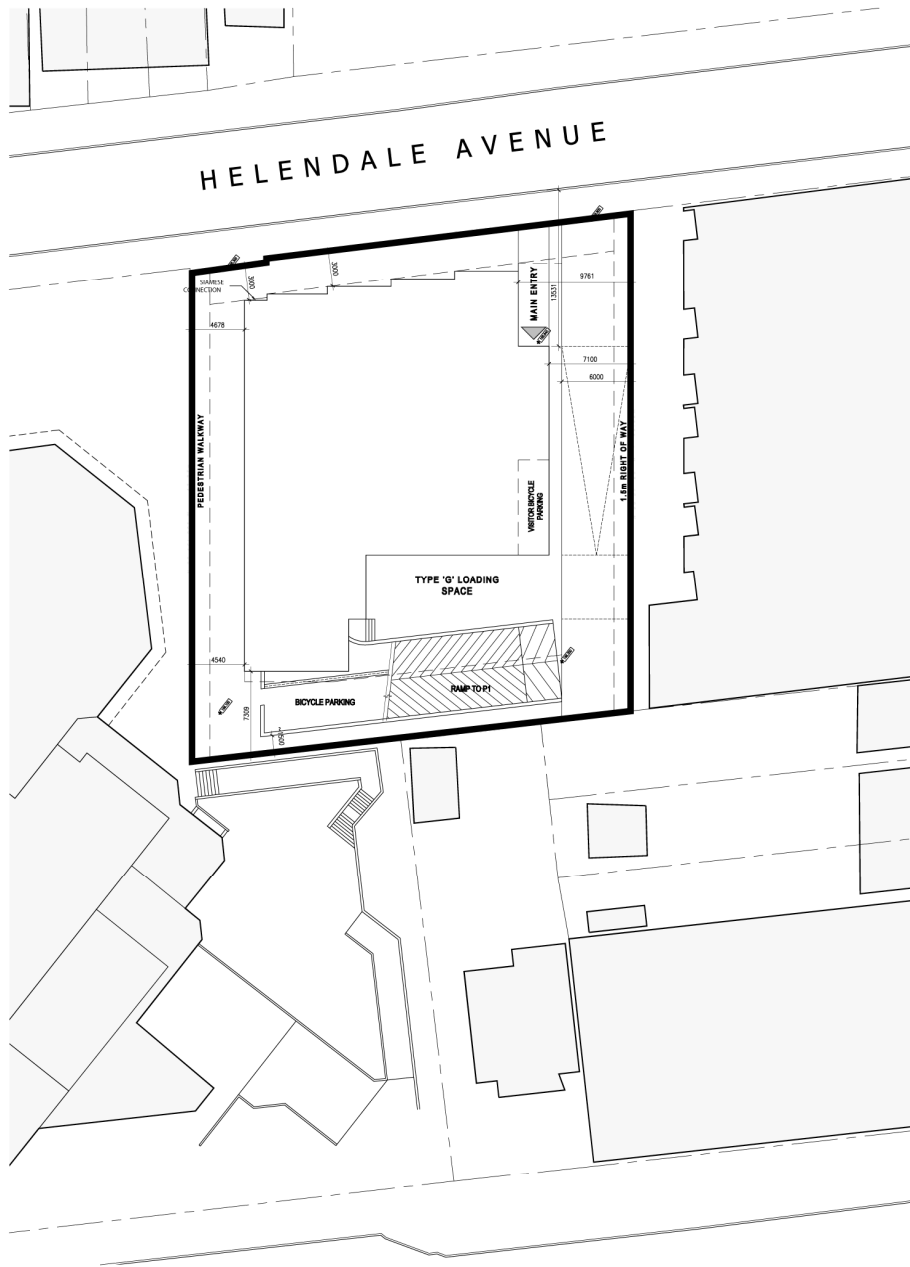 HELENDALE AVENUE
SIAMESE
CONNECTION
3000
3000
MAIN ENTRY
9761
13531
4678
7100
6000
PEDESTRIAN WALKWAY
1.5m RIGHT OF WAY
VISITOR BICYCLE
PARKING
TYPE 'G' LOADING
SPACE
4540
7309
BICYCLE PARKING
RAMP TO P1